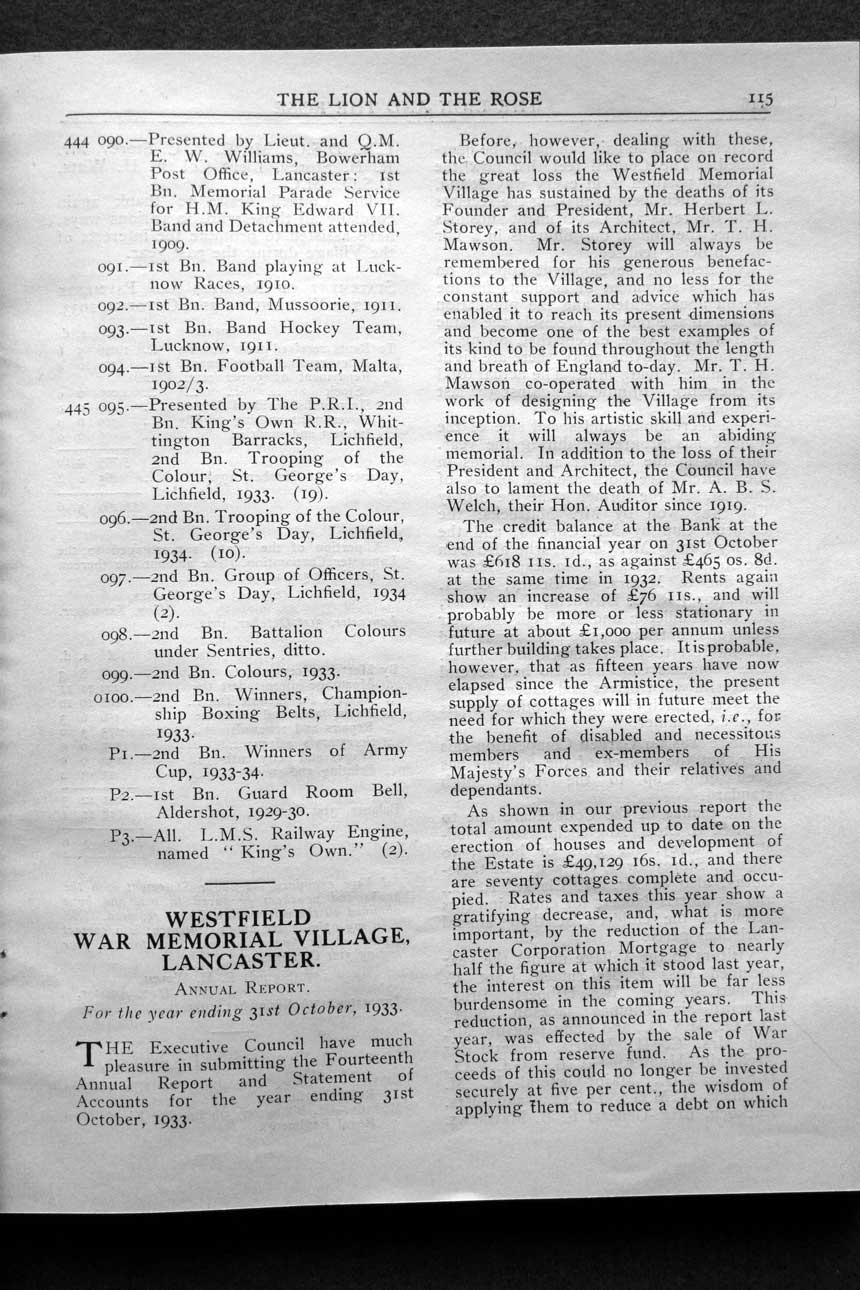 THE LION AND THE ROSE 115
444 090.—Presented by Lieut. and Q.M.
E. W. Williams, Bowerham
Post Office, Lancaster: 1st
Bn. Memorial Parade Service
for H.M. King Edward VII.
Band and Detachment attended,
1909.
091.—1st Bn. Band playing at Luck-
now Races, 1910.
092.—1st Bn. Band, Mussoorie, 1911.
093.—1st Bn. Band Hockey Team,
Lucknow, 1911.
094.—1st Bn. Football Team, Malta,
1902/3.
445 095.—Presented by The P.R.I., 2nd
Bn. King's Own R.R., Whit-
tington Barracks, Lichfield,
2nd Bn. Trooping of the
Colour, St. George's Day,
Lichfield, 1933. (19).
096.—2nd Bn. Trooping of the Colour,
St. George's Day, Lichfield,
1934. (10).
097.—2nd Bn. Group of Officers, St.
George's Day, Lichfield, 1934
(2).
098.—2nd Bn. Battalion Colours
under Sentries, ditto.
099.—2nd Bn. Colours, 1933.
0100.—2nd Bn. Winners, Champion-
ship Boxing Belts, Lichfield,
1933.
P1.—2nd Bn. Winners of Army
Cup, 1933-34.
P2.—1st Bn. Guard Room Bell,
Aldershot, 1929-30.
P3.—All. L.M.S. Railway Engine,
named "King's Own." (2).
WESTFIELD
WAR MEMORIAL VILLAGE,
LANCASTER.
ANNUAL REPORT.
For the year ending 31st October, 1933.
THE Executive Council have much
pleasure in submitting the Fourteenth
Annual Report and Statement of
Accounts for the year ending 31st
October, 1933.
Before, however, dealing with these,
the Council would like to place on record
the great loss the Westfield Memorial
Village has sustained by the deaths of its
Founder and President, Mr. Herbert L.
Storey, and of its Architect, Mr. T. H.
Mawson. Mr. Storey will always be
remembered for his generous benefac-
tions to the Village, and no less for the
constant support and advice which has
enabled it to reach its present dimensions
and become one of the best examples of
its kind to be found throughout the length
and breath of England to-day. Mr. T. H.
Mawson co-operated with him in the
work of designing the Village from its
inception. To his artistic skill and experi-
ence it will always be an abiding
memorial. In addition to the loss of their
President and Architect, the Council have
also to lament the death of Mr. A. B. S.
Welch, their Hon. Auditor since 1919.
The credit balance at the Bank at the
end of the financial year on 31st October
was £618 11s. 1d., as against £465 0s. 8d.
at the same time in 1932. Rents again
show an increase of £76 11s., and will
probably be more or less stationary in
future at about £1,000 per annum unless
further building takes place. It is probable,
however, that as fifteen years have now
elapsed since the Armistice, the present
supply of cottages will in future meet the
need for which they were erected, i.e., for
the benefit of disabled and necessitous
members and ex-members of His
Majesty's Forces and their relatives and
dependants.
As shown in our previous report the
total amount expended up to date on the
erection of houses and development of
the Estate is £49,129 16s. 1d., and there
are seventy cottages complete and occu-
pied. Rates and taxes this year show a
gratifying decrease, and, what is more
important, by the reduction of the Lan-
caster Corporation Mortgage to nearly
half the figure at which it stood last year,
the interest on this item will be far less
burdensome in the coming years. This
reduction, as announced in the report last
year, was effected by the sale of War
Stock from reserve fund. As the pro-
ceeds of this could no longer be invested
securely at five per cent., the wisdom of
applying them to reduce a debt on which